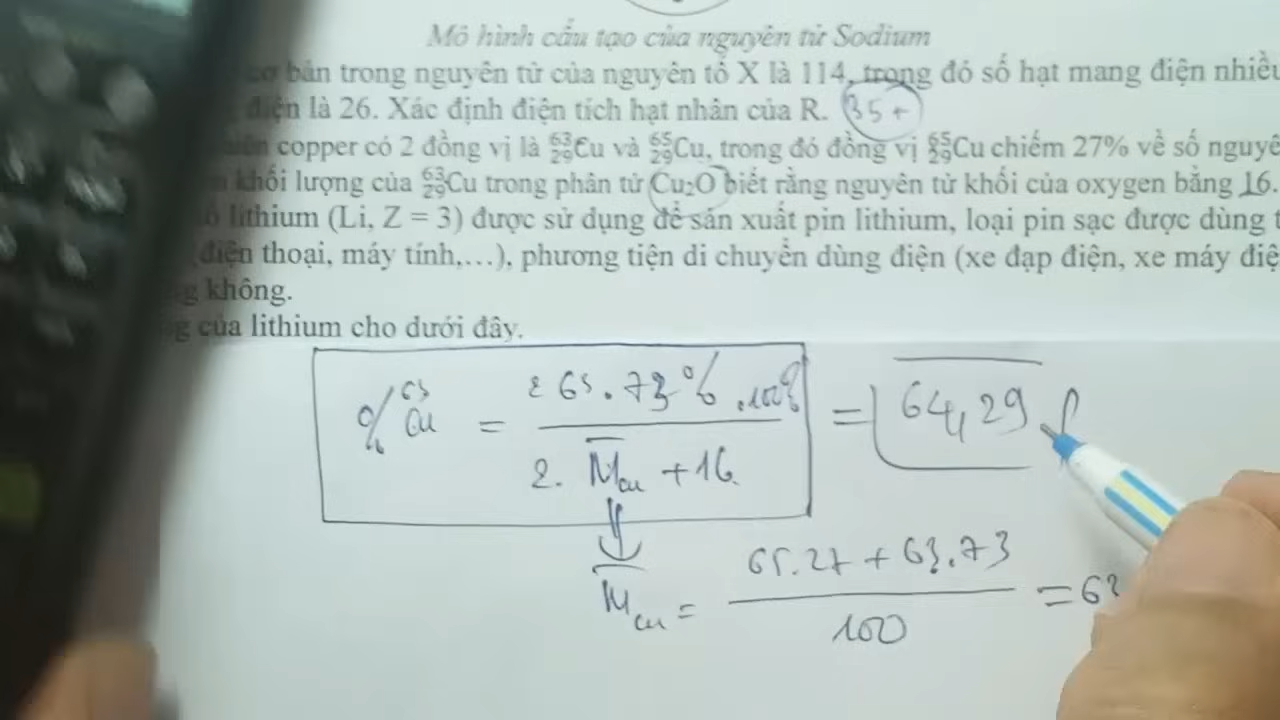 Mô hình cấu tạo của nguyên tử Sodium
cơ bản trong nguyên tử của nguyên tố X là 114, trong đó số hạt mang điện nhiều
điện là 26. Xác định điện tích hạt nhân của R. 35+
copper có 2 đồng vị là ⁶³₂₉Cu và ⁶⁵₂₉Cu, trong đó đồng vị ⁶⁵₂₉Cu chiếm 27% về số nguyê
khối lượng của ⁶³₂₉Cu trong phân tử Cu₂O biết rằng nguyên tử khối của oxygen bằng 16.
lithium (Li, Z = 3) được sử dụng để sản xuất pin lithium, loại pin sạc được dùng t
điện thoại, máy tính,…), phương tiện di chuyển dùng điện (xe đạp điện, xe máy điệ
g không.
của lithium cho dưới đây.
% ⁶³Cu = 2 63.73%.100% / 2. M̅cu + 16 = 64,29
M̅cu = 65.27 + 63.73 / 100 = 63